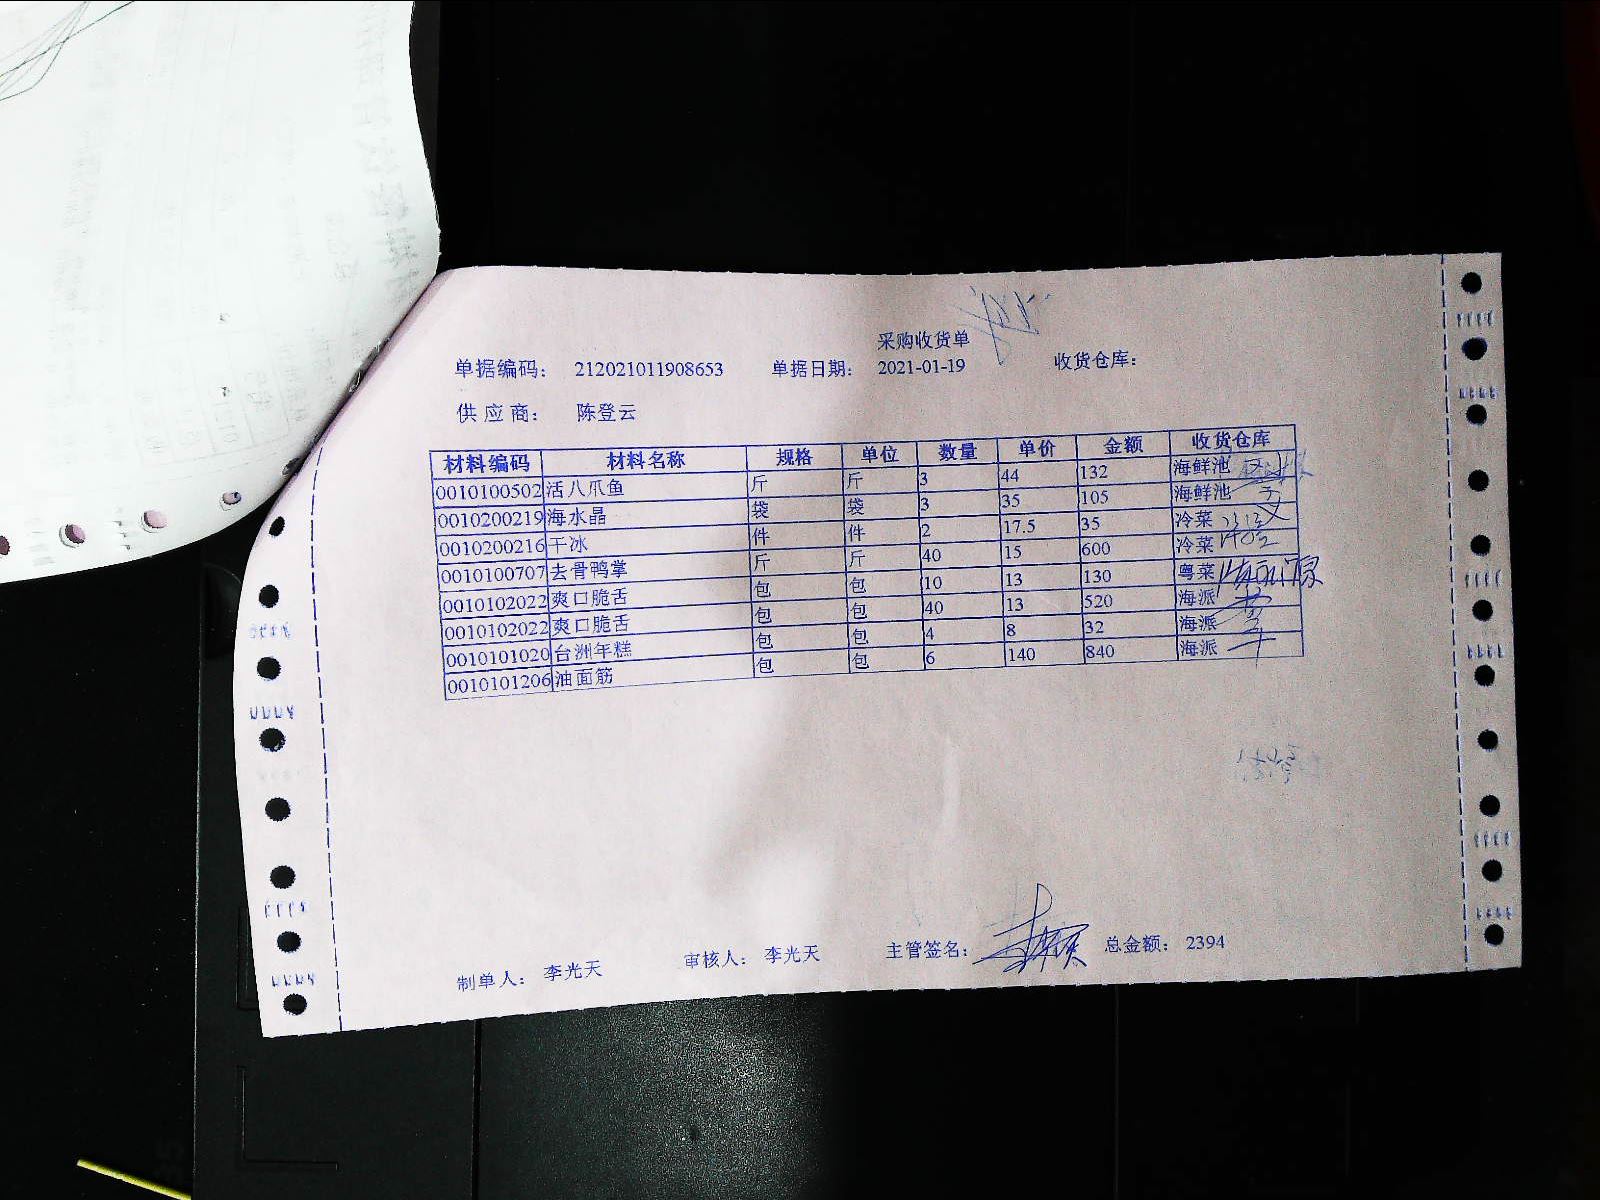 采购收货单
单据编码： 212021011908653 单据日期： 2021-01-19 收货仓库：
供应商： 陈登云
材料编码 材料名称 规格 单位 数量 单价 金额 收货仓库
0010100502 活八爪鱼 斤 斤 3 44 132 海鲜池
0010200219 海水晶 袋 袋 3 35 105 海鲜池
0010200216 干冰 件 件 2 17.5 35 冷菜
0010100707 去骨鸭掌 斤 斤 40 15 600 冷菜
0010102022 爽口脆舌 包 包 10 13 130 粤菜
0010102022 爽口脆舌 包 包 40 13 520 海派
0010101020 台洲年糕 包 包 4 8 32 海派
0010101206 油面筋 包 包 6 140 840 海派
制单人： 李光天 审核人： 李光天 主管签名： 总金额： 2394